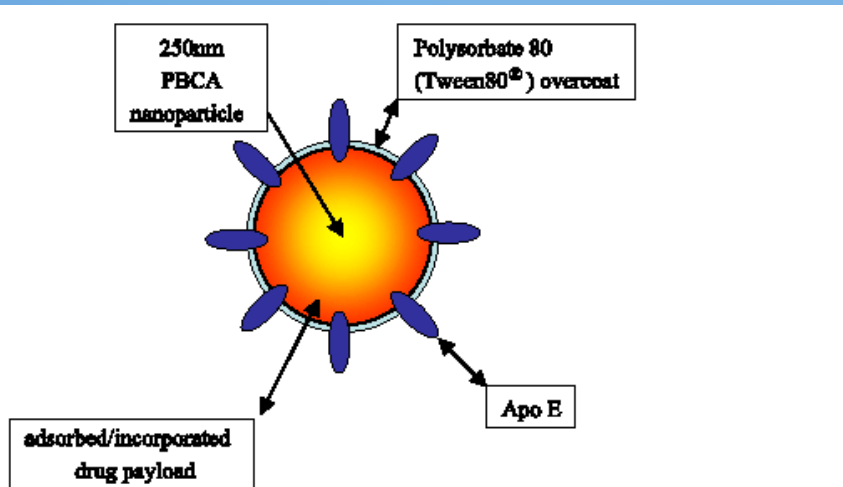 250nm
PBCA
nanoparticle
Polysorbate 80
(Tween80®) overcoat
Apo E
adsorbed/incorporated
drug payload